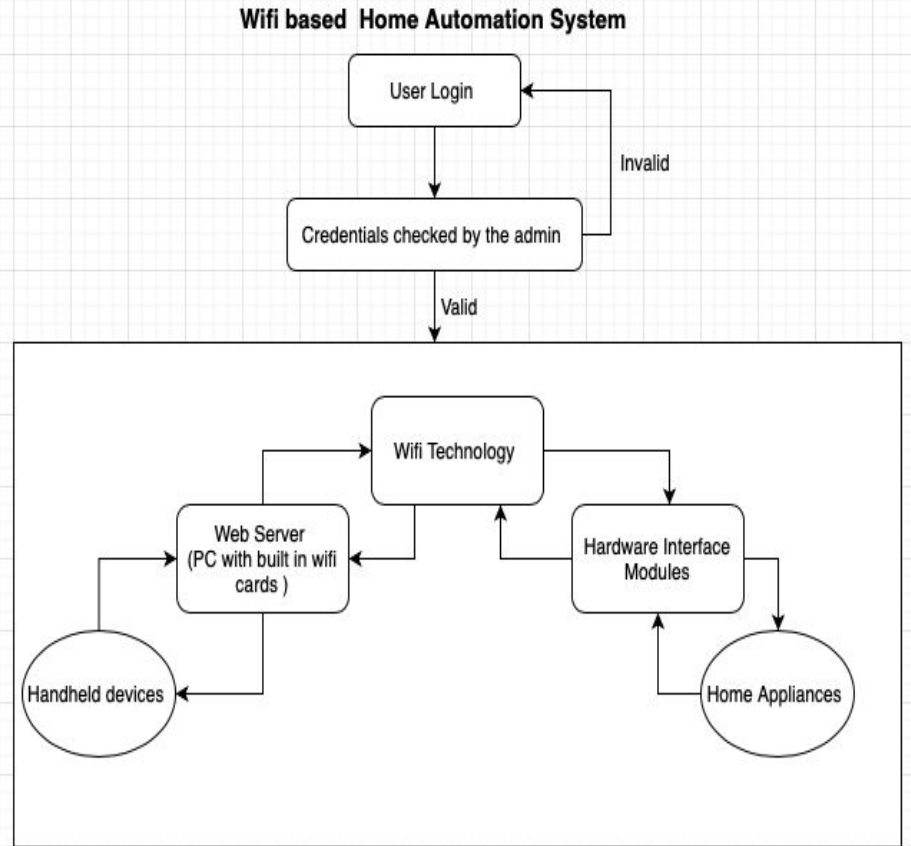 Wifi based  Home Automation System
User Login
Invalid
Credentials checked by the admin
Valid
Wifi Technology
Web Server
(PC with built in wifi
cards )
Hardware Interface
Modules
Handheld devices
Home Appliances